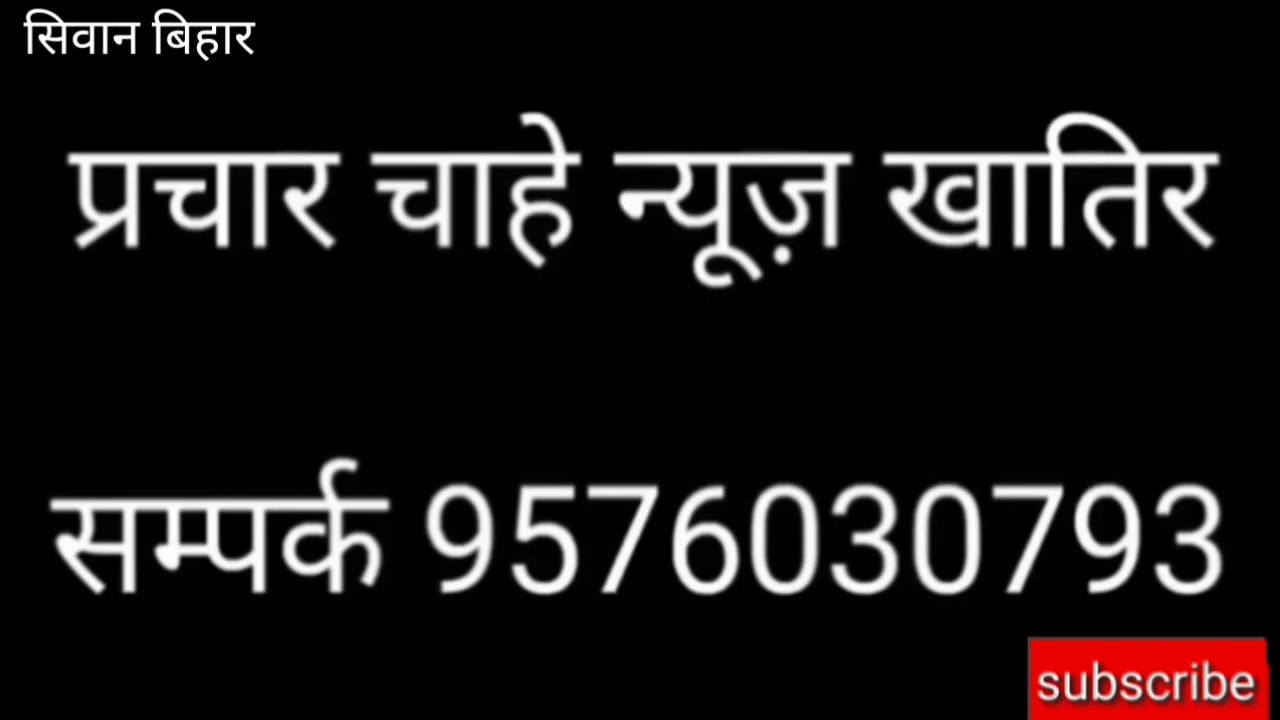 सिवान बिहार
प्रचार चाहे न्यूज़ खातिर
सम्पर्क 9576030793
subscribe